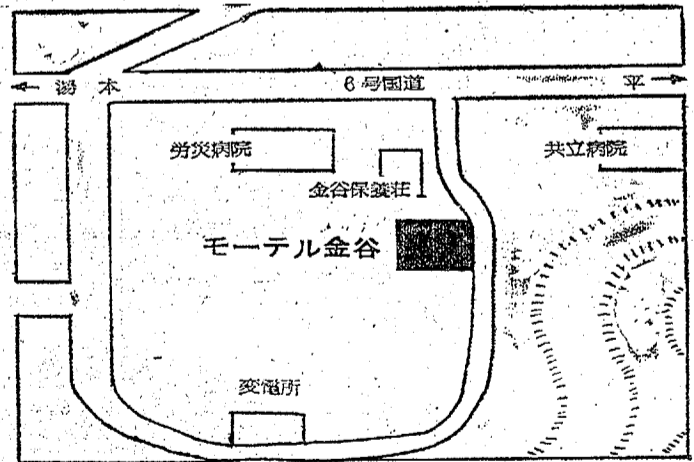 ← 湯本 6号国道 平 →
労災病院
共立病院
金谷保養荘
モーテル金谷
変電所